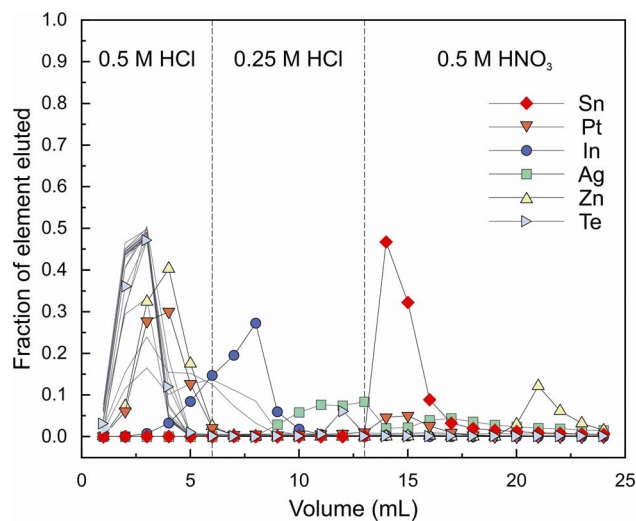 0.5 M HCl 0.25 M HCl 0.5 M HNO₃
Sn
Pt
In
Ag
Zn
Te
Fraction of element eluted
1.0
0.9
0.8
0.7
0.6
0.5
0.4
0.3
0.2
0.1
0.0
0 5 10 15 20 25
Volume (mL)